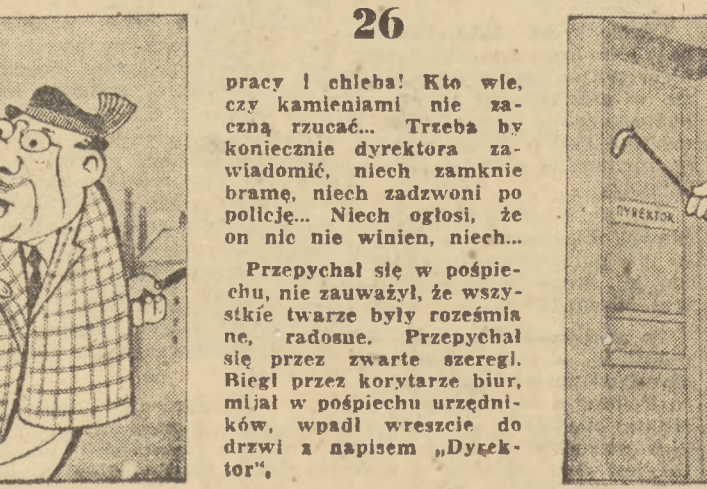 26
pracy i chleba! Kto wie,
czy kamieniami nie za-
czną rzucać... Trzeba by
koniecznie dyrektora za-
wiadomić, niech zamknie
bramę, niech zadzwoni po
policję... Niech ogłosi, że
on nic nie winien, niech...
Przepychał się w pośpie-
chu, nie zauważył, że wszy-
stkie twarze były roześmia
ne, radosne. Przepychał
się przez zwarte szeregi.
Biegł przez korytarze biur,
mijał w pośpiechu urzędni-
ków, wpadł wreszcie do
drzwi z napisem „Dyrek-
tor“,
DYREKTOR